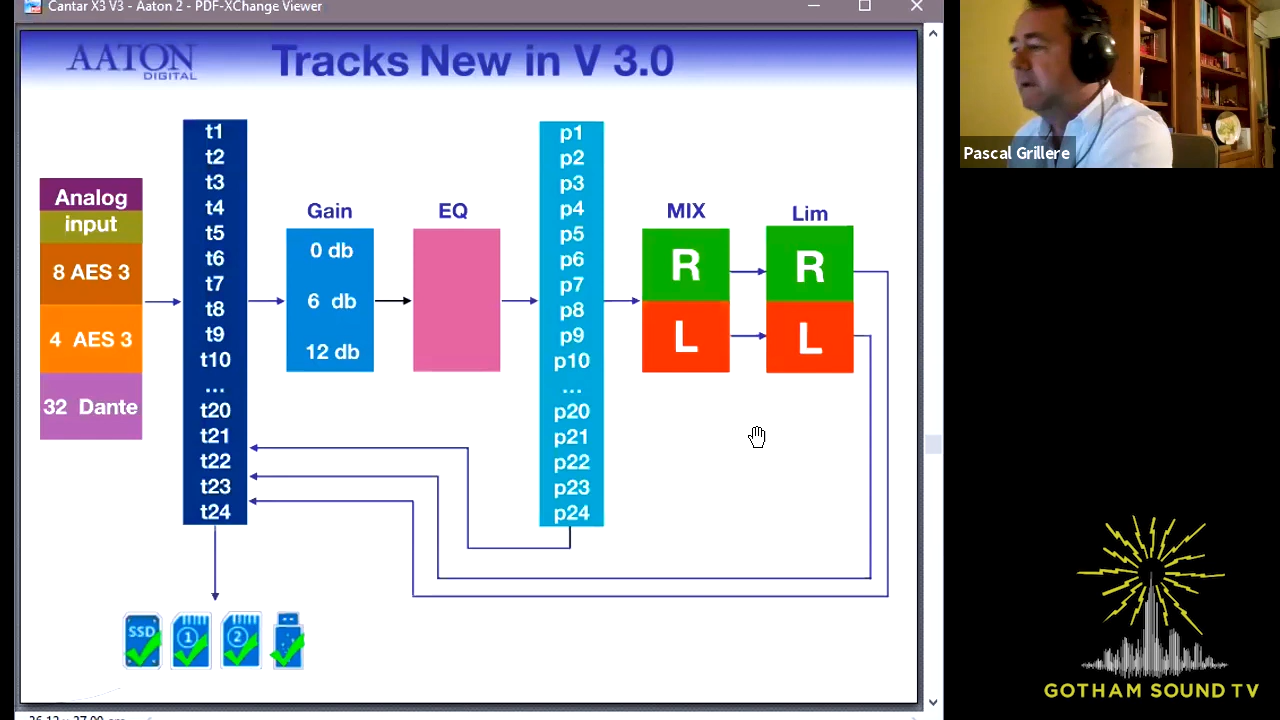 Cantar X3 V3 - Aaton 2 - PDF-XChange Viewer
AATON
DIGITAL
Tracks New in V 3.0
Analog
input
8 AES 3
4 AES 3
32 Dante
t1
t2
t3
t4
t5
t6
t7
t8
t9
t10
...
t20
t21
t22
t23
t24
Gain
0 db
6 db
12 db
EQ
p1
p2
p3
p4
p5
p6
p7
p8
p9
p10
...
p20
p21
p22
p23
p24
MIX
R
L
Lim
R
L
SSD
1
2
Pascal Grillere
GOTHAM SOUND TV